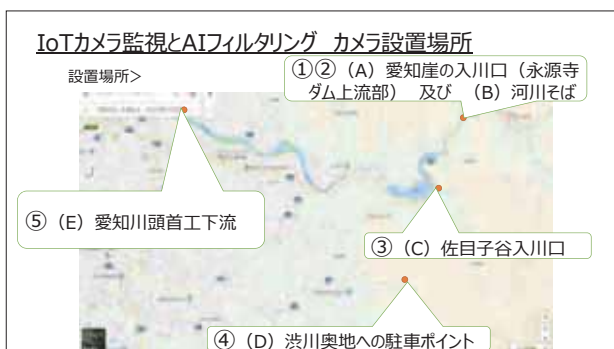 IoTカメラ監視とAIフィルタリング カメラ設置場所
設置場所>
①②（A）愛知崖の入川口（永源寺
ダム上流部） 及び （B）河川そば
⑤（E）愛知川頭首工下流
③（C）佐目子谷入川口
④（D）渋川奥地への駐車ポイント